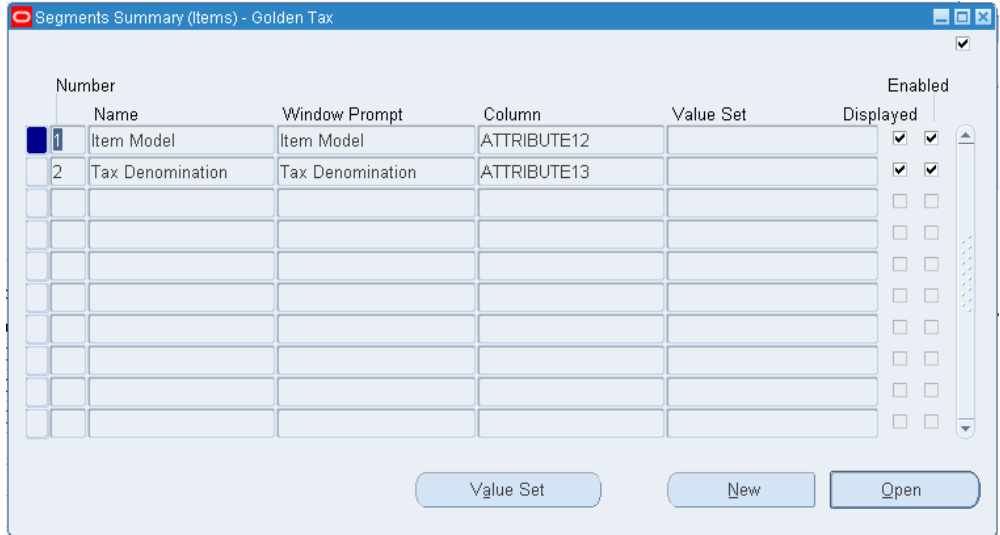 Segments Summary (Items) - Golden Tax
Number Enabled
Name Window Prompt Column Value Set Displayed
1 Item Model Item Model ATTRIBUTE12
2 Tax Denomination Tax Denomination ATTRIBUTE13
Value Set New Open